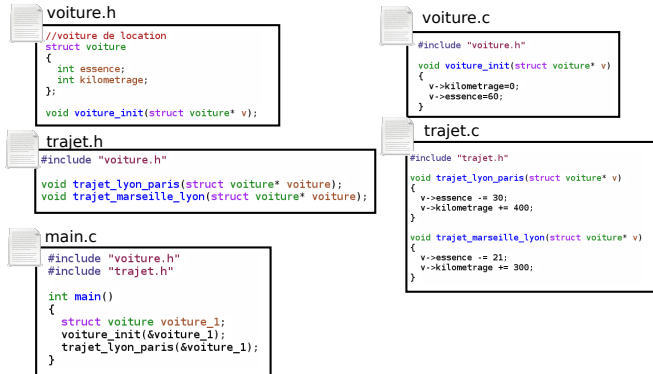 voiture.h
//voiture de location
struct voiture
{
int essence;
int kilometrage;
};
void voiture_init(struct voiture* v);
trajet.h
#include "voiture.h"
void trajet_lyon_paris(struct voiture* voiture);
void trajet_marseille_lyon(struct voiture* voiture);
main.c
#include "voiture.h"
#include "trajet.h"
int main()
{
struct voiture voiture_1;
voiture_init(&voiture_1);
trajet_lyon_paris(&voiture_1);
}
voiture.c
#include "voiture.h"
void voiture_init(struct voiture* v)
{
v->kilometrage=0;
v->essence=60;
}
trajet.c
#include "trajet.h"
void trajet_lyon_paris(struct voiture* v)
{
v->essence -= 30;
v->kilometrage += 400;
}
void trajet_marseille_lyon(struct voiture* v)
{
v->essence -= 21;
v->kilometrage += 300;
}